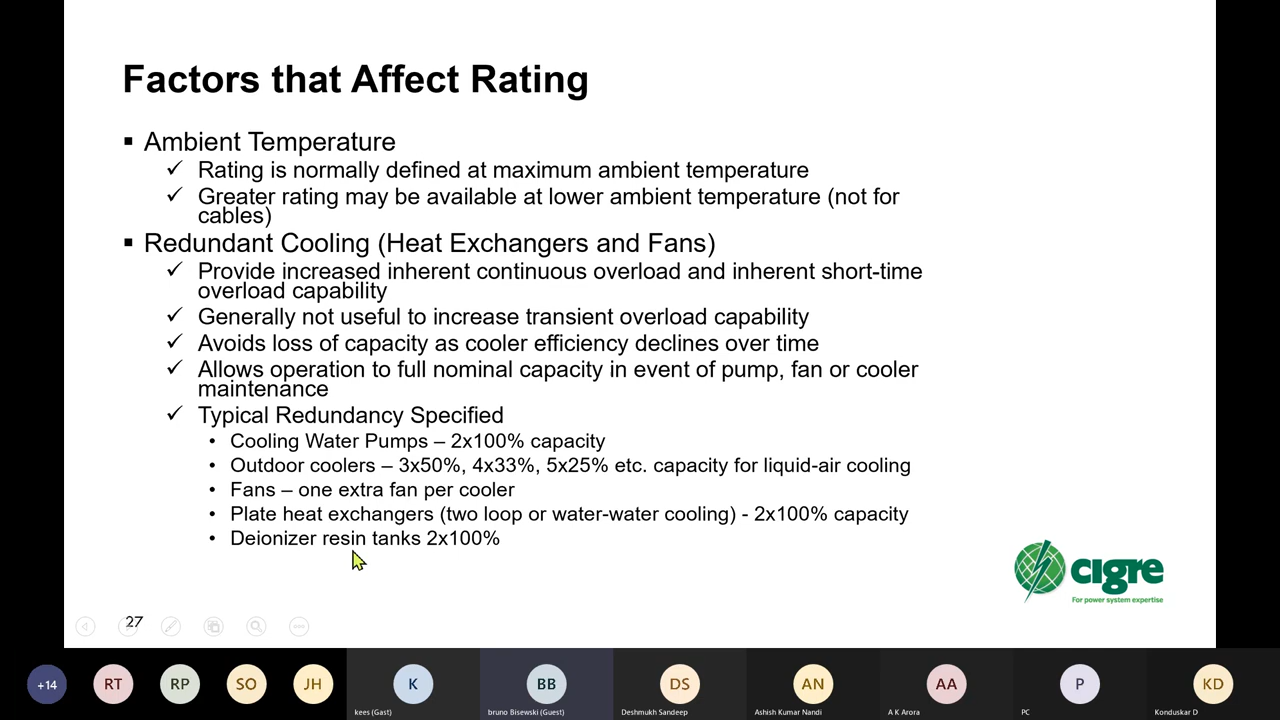 Factors that Affect Rating
▪ Ambient Temperature
✓ Rating is normally defined at maximum ambient temperature
✓ Greater rating may be available at lower ambient temperature (not for
cables)
▪ Redundant Cooling (Heat Exchangers and Fans)
✓ Provide increased inherent continuous overload and inherent short-time
overload capability
✓ Generally not useful to increase transient overload capability
✓ Avoids loss of capacity as cooler efficiency declines over time
✓ Allows operation to full nominal capacity in event of pump, fan or cooler
maintenance
✓ Typical Redundancy Specified
• Cooling Water Pumps – 2x100% capacity
• Outdoor coolers – 3x50%, 4x33%, 5x25% etc. capacity for liquid-air cooling
• Fans – one extra fan per cooler
• Plate heat exchangers (two loop or water-water cooling) - 2x100% capacity
• Deionizer resin tanks 2x100%
cigre
For power system expertise
27
+14 RT RP SO JH K BB DS AN AA P KD
kees (Gast) bruno Bisewski (Guest) Deshmukh Sandeep Ashish Kumar Nandi A K Arora PC Konduskar D